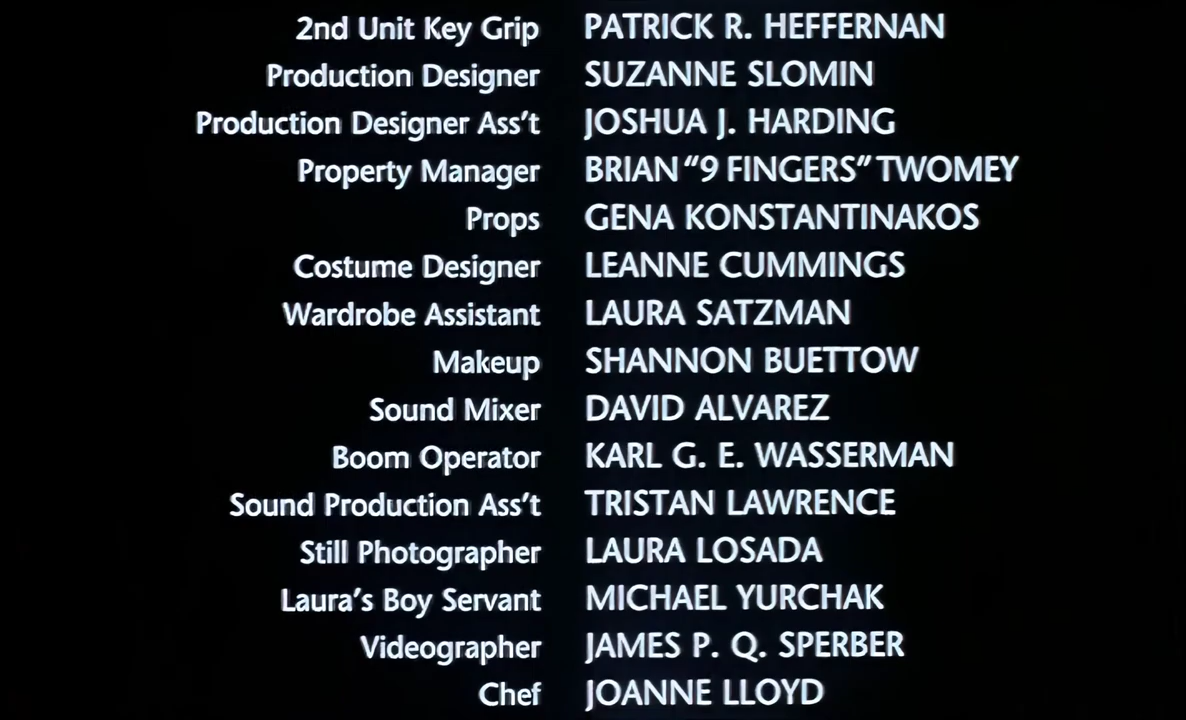 2nd Unit Key Grip PATRICK R. HEFFERNAN
Production Designer SUZANNE SLOMIN
Production Designer Ass't JOSHUA J. HARDING
Property Manager BRIAN "9 FINGERS" TWOMEY
Props GENA KONSTANTINAKOS
Costume Designer LEANNE CUMMINGS
Wardrobe Assistant LAURA SATZMAN
Makeup SHANNON BUETTOW
Sound Mixer DAVID ALVAREZ
Boom Operator KARL G. E. WASSERMAN
Sound Production Ass't TRISTAN LAWRENCE
Still Photographer LAURA LOSADA
Laura's Boy Servant MICHAEL YURCHAK
Videographer JAMES P. Q. SPERBER
Chef JOANNE LLOYD